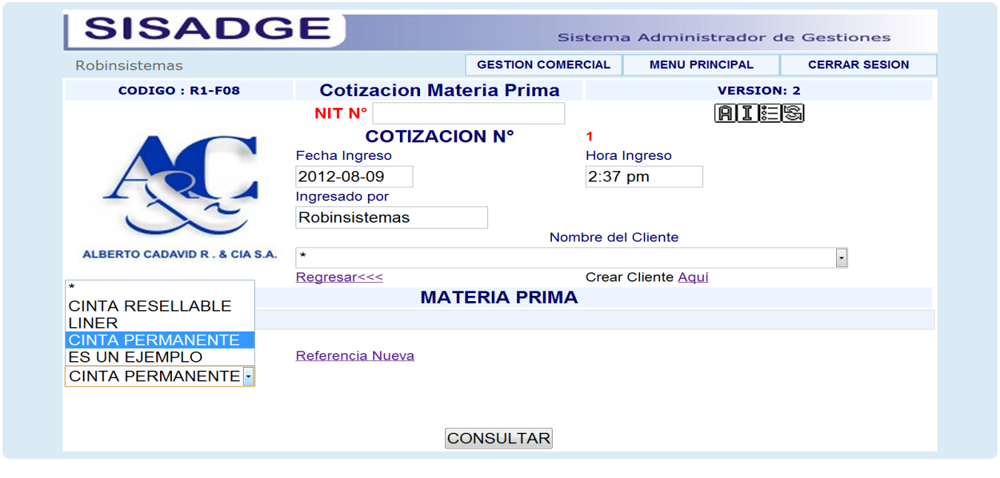 SISADGE
Sistema Administrador de Gestiones
Robinsistemas
GESTION COMERCIAL
MENU PRINCIPAL
CERRAR SESION
CODIGO : R1-F08
Cotizacion Materia Prima
VERSION: 2
NIT N°
A I
COTIZACION N°
1
A&C
ALBERTO CADAVID R . & CIA S.A.
Fecha Ingreso
Hora Ingreso
2012-08-09
2:37 pm
Ingresado por
Robinsistemas
Nombre del Cliente
*
Regresar<<<
Crear Cliente Aquí
MATERIA PRIMA
*
CINTA RESELLABLE
LINER
CINTA PERMANENTE
ES UN EJEMPLO
CINTA PERMANENTE
Referencia Nueva
CONSULTAR